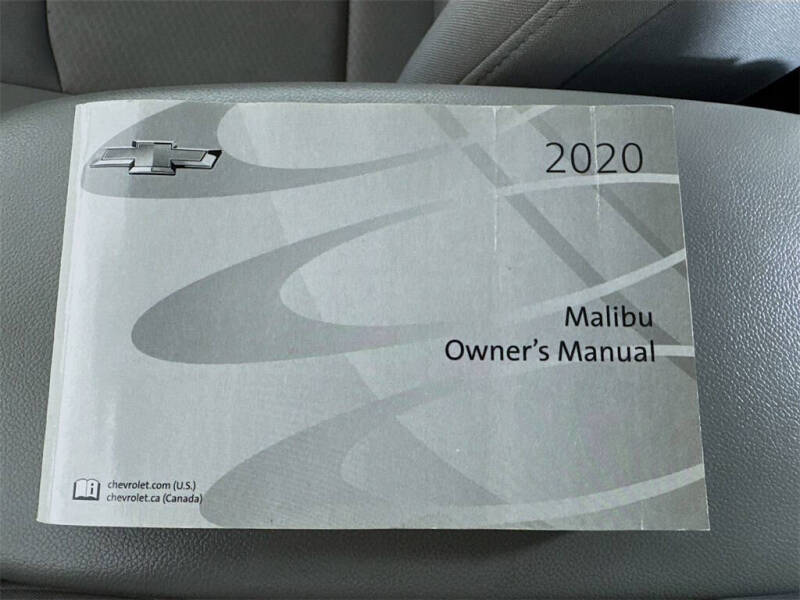 2020
Malibu
Owner's Manual
chevrolet.com (U.S.)
chevrolet.ca (Canada)